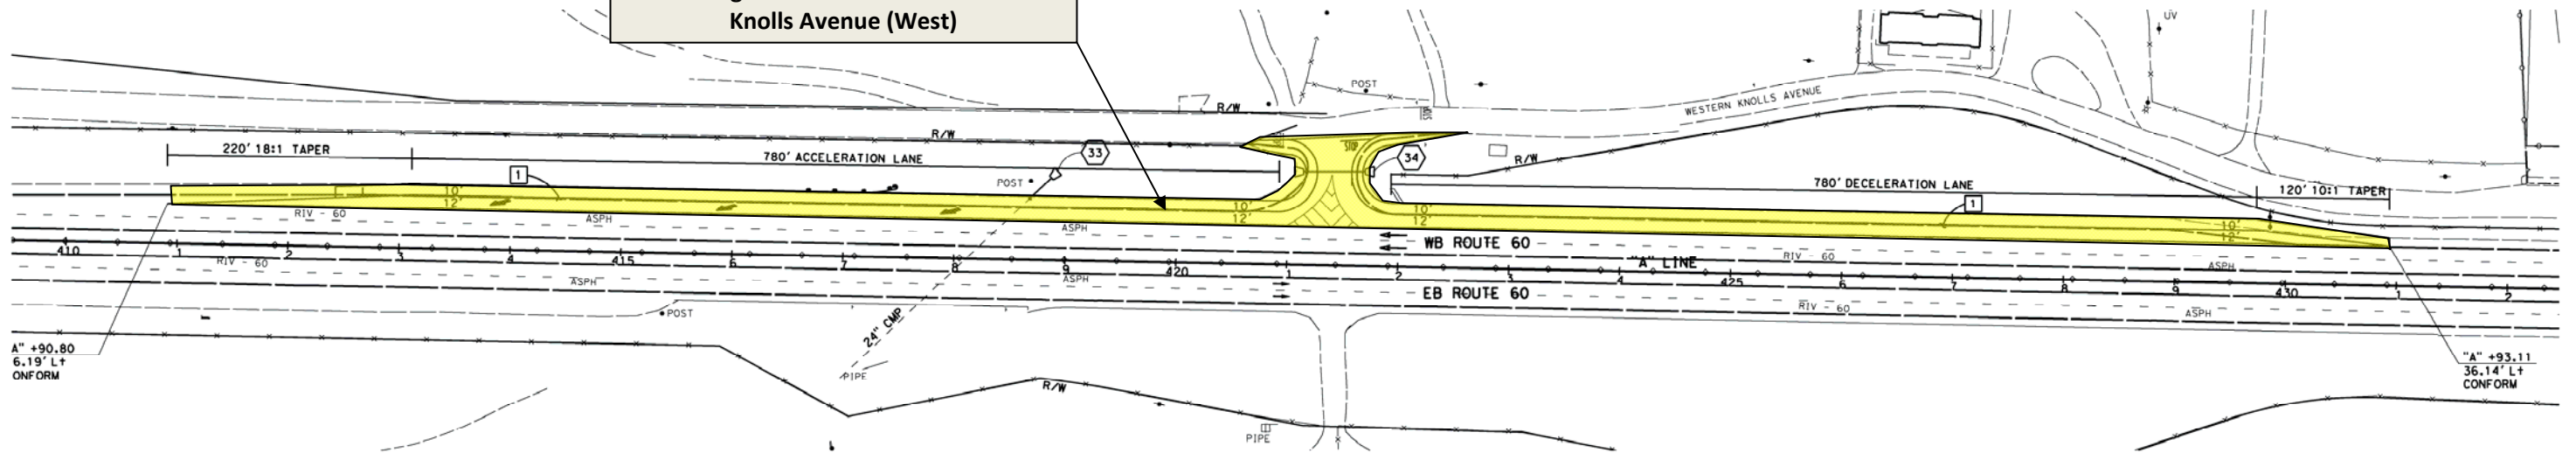 Knolls Avenue (West)
UV
POST
R/W
WESTERN KNOLLS AVENUE
R/W
220' 18:1 TAPER
780' ACCELERATION LANE
33
STOP
34
R/W
1
POST
780' DECELERATION LANE
120' 10:1 TAPER
10'
12'
10'
12'
10'
12'
1
10'
12'
RIV - 60
ASPH
ASPH
WB ROUTE 60
RIV - 60
ASPH
410
1
2
3
4
415
6
7
8
9
420
1
2
3
4
425
6
7
8
9
430
1
2
"A" LINE
RIV - 60
ASPH
ASPH
EB ROUTE 60
RIV - 60
ASPH
POST
24" CMP
A" +90.80
6.19' Lt
ONFORM
PIPE
R/W
PIPE
"A" +93.11
36.14' Lt
CONFORM